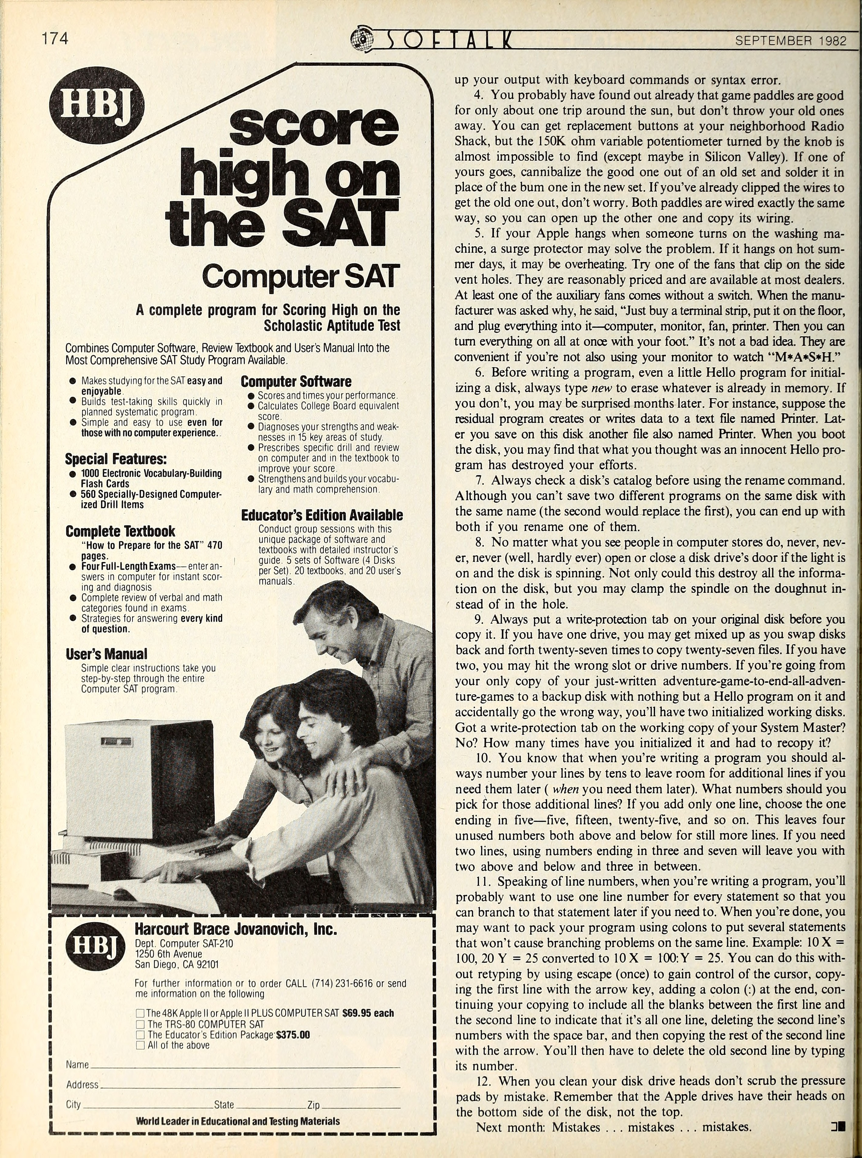 174
SOFTALK
SEPTEMBER 1982
HBJ
score
high on
the SAT
Computer SAT
A complete program for Scoring High on the
Scholastic Aptitude Test
Combines Computer Software, Review Textbook and User's Manual Into the
Most Comprehensive SAT Study Program Available.
● Makes studying for the SAT easy and
enjoyable.
● Builds test-taking skills quickly in
planned systematic program.
● Simple and easy to use even for
those with no computer experience.
Special Features:
● 1000 Electronic Vocabulary-Building
Flash Cards
● 560 Specially-Designed Computer-
ized Drill Items
Complete Textbook
"How to Prepare for the SAT" 470
pages.
● Four Full-Length Exams—enter an-
swers in computer for instant scor-
ing and diagnosis
● Complete review of verbal and math
categories found in exams.
● Strategies for answering every kind
of question.
User's Manual
Simple clear instructions take you
step-by-step through the entire
Computer SAT program.
Computer Software
● Scores and times your performance.
● Calculates College Board equivalent
score.
● Diagnoses your strengths and weak-
nesses in 15 key areas of study.
● Prescribes specific drill and review
on computer and in the textbook to
improve your score.
● Strengthens and builds your vocabu-
lary and math comprehension.
Educator's Edition Available
Conduct group sessions with this
unique package of software and
textbooks with detailed instructor's
guide. 5 sets of Software (4 Disks
per Set). 20 textbooks, and 20 user's
manuals.
HBJ
Harcourt Brace Jovanovich, Inc.
Dept. Computer SAT-210
1250 6th Avenue
San Diego, CA 92101
For further information or to order CALL (714) 231-6616 or send
me information on the following
□ The 48K Apple II or Apple II PLUS COMPUTER SAT $69.95 each
□ The TRS-80 COMPUTER SAT
□ The Educator's Edition Package $375.00
□ All of the above
Name
Address
City State Zip
World Leader in Educational and Testing Materials
up your output with keyboard commands or syntax error.
4. You probably have found out already that game paddles are good
for only about one trip around the sun, but don't throw your old ones
away. You can get replacement buttons at your neighborhood Radio
Shack, but the 150K ohm variable potentiometer turned by the knob is
almost impossible to find (except maybe in Silicon Valley). If one of
yours goes, cannibalize the good one out of an old set and solder it in
place of the bum one in the new set. If you've already clipped the wires to
get the old one out, don't worry. Both paddles are wired exactly the same
way, so you can open up the other one and copy its wiring.
5. If your Apple hangs when someone turns on the washing ma-
chine, a surge protector may solve the problem. If it hangs on hot sum-
mer days, it may be overheating. Try one of the fans that clip on the side
vent holes. They are reasonably priced and are available at most dealers.
At least one of the auxiliary fans comes without a switch. When the manu-
facturer was asked why, he said, "Just buy a terminal strip, put it on the floor,
and plug everything into it—computer, monitor, fan, printer. Then you can
turn everything on all at once with your foot." It's not a bad idea. They are
convenient if you're not also using your monitor to watch "M*A*S*H."
6. Before writing a program, even a little Hello program for initial-
izing a disk, always type new to erase whatever is already in memory. If
you don't, you may be surprised months later. For instance, suppose the
residual program creates or writes data to a text file named Printer. Lat-
er you save on this disk another file also named Printer. When you boot
the disk, you may find that what you thought was an innocent Hello pro-
gram has destroyed your efforts.
7. Always check a disk's catalog before using the rename command.
Although you can't save two different programs on the same disk with
the same name (the second would replace the first), you can end up with
both if you rename one of them.
8. No matter what you see people in computer stores do, never, nev-
er, never (well, hardly ever) open or close a disk drive's door if the light is
on and the disk is spinning. Not only could this destroy all the informa-
tion on the disk, but you may clamp the spindle on the doughnut in-
stead of in the hole.
9. Always put a write-protection tab on your original disk before you
copy it. If you have one drive, you may get mixed up as you swap disks
back and forth twenty-seven times to copy twenty-seven files. If you have
two, you may hit the wrong slot or drive numbers. If you're going from
your only copy of your just-written adventure-game-to-end-all-adven-
ture-games to a backup disk with nothing but a Hello program on it and
accidentally go the wrong way, you'll have two initialized working disks.
Got a write-protection tab on the working copy of your System Master?
No? How many times have you initialized it and had to recopy it?
10. You know that when you're writing a program you should al-
ways number your lines by tens to leave room for additional lines if you
need them later ( when you need them later). What numbers should you
pick for those additional lines? If you add only one line, choose the one
ending in five—five, fifteen, twenty-five, and so on. This leaves four
unused numbers both above and below for still more lines. If you need
two lines, using numbers ending in three and seven will leave you with
two above and below and three in between.
11. Speaking of line numbers, when you're writing a program, you'll
probably want to use one line number for every statement so that you
can branch to that statement later if you need to. When you're done, you
may want to pack your program using colons to put several statements
that won't cause branching problems on the same line. Example: 10 X =
100, 20 Y = 25 converted to 10 X = 100:Y = 25. You can do this with-
out retyping by using escape (once) to gain control of the cursor, copy-
ing the first line with the arrow key, adding a colon (:) at the end, con-
tinuing your copying to include all the blanks between the first line and
the second line to indicate that it's all one line, deleting the second line's
numbers with the space bar, and then copying the rest of the second line
with the arrow. You'll then have to delete the old second line by typing
its number.
12. When you clean your disk drive heads don't scrub the pressure
pads by mistake. Remember that the Apple drives have their heads on
the bottom side of the disk, not the top.
Next month: Mistakes . . . mistakes . . . mistakes.